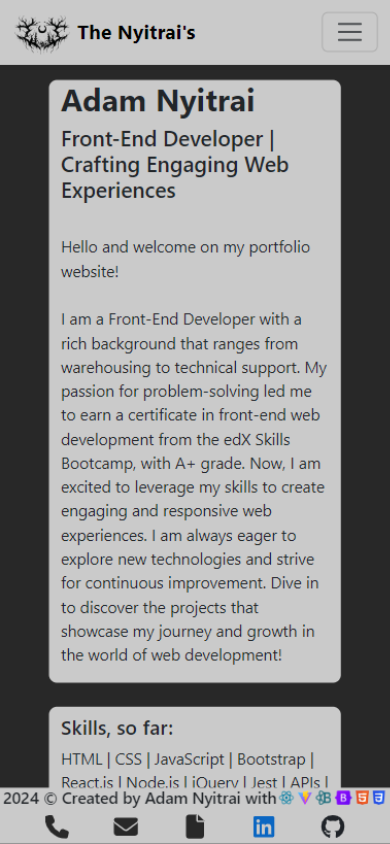 The Nyitrai's
Adam Nyitrai
Front-End Developer |
Crafting Engaging Web
Experiences
Hello and welcome on my portfolio
website!
I am a Front-End Developer with a
rich background that ranges from
warehousing to technical support. My
passion for problem-solving led me
to earn a certificate in front-end web
development from the edX Skills
Bootcamp, with A+ grade. Now, I am
excited to leverage my skills to create
engaging and responsive web
experiences. I am always eager to
explore new technologies and strive
for continuous improvement. Dive in
to discover the projects that
showcase my journey and growth in
the world of web development!
Skills, so far:
HTML | CSS | JavaScript | Bootstrap |
React.js | Node.js | jQuery | Jest | APIs |
2024 © Created by Adam Nyitrai with